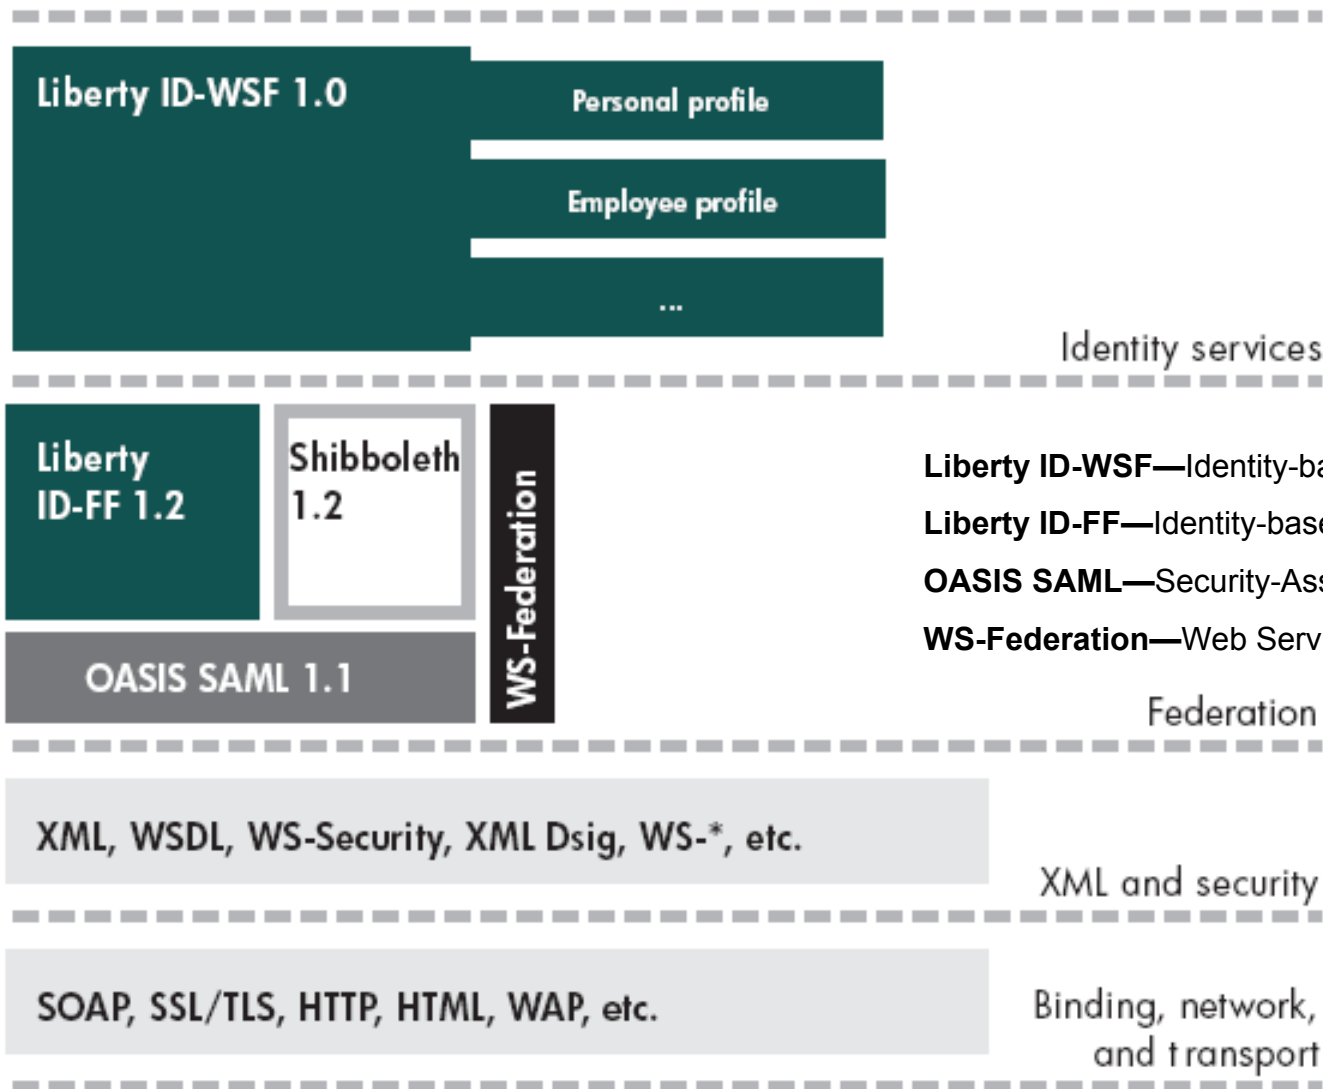 Liberty ID-WSF 1.0
Personal profile
Employee profile
...
Identity services
Liberty
ID-FF 1.2
Shibboleth
1.2
WS-Federation
OASIS SAML 1.1
Liberty ID-WSF—Identity-ba
Liberty ID-FF—Identity-base
OASIS SAML—Security-Ass
WS-Federation—Web Serv
Federation
XML, WSDL, WS-Security, XML Dsig, WS-*, etc.
XML and security
SOAP, SSL/TLS, HTTP, HTML, WAP, etc.
Binding, network,
and transport